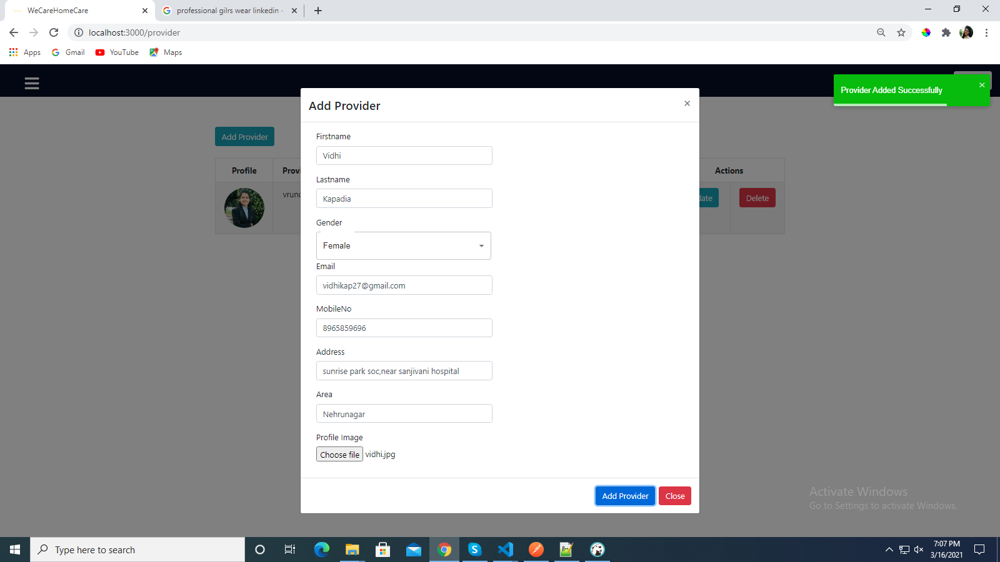 WeCareHomeCare
professional gilrs wear linkedin -
localhost:3000/provider
Apps
Gmail
YouTube
Maps
Provider Added Successfully
Add Provider
Add Provider
Profile
Actions
Delete
Firstname
Vidhi
Lastname
Kapadia
Gender
Female
Email
vidhikap27@gmail.com
MobileNo
8965859696
Address
sunrise park soc,near sanjivani hospital
Area
Nehrunagar
Profile Image
Choose file vidhi.jpg
Add Provider
Close
Activate Windows
Go to Settings to activate Windows.
Type here to search
7:07 PM
3/16/2021